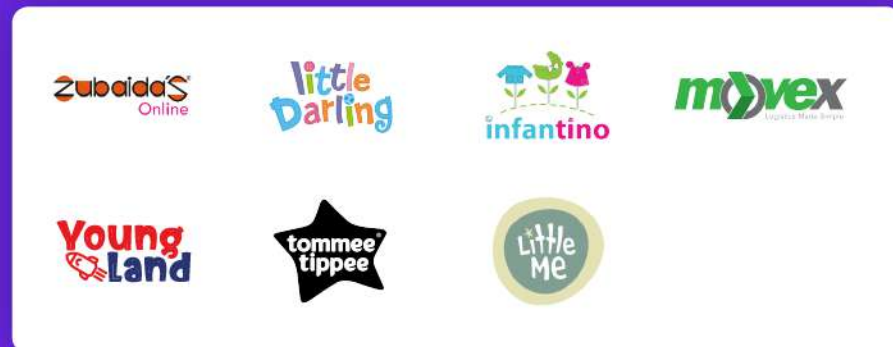 Zubaida'S
Online
little
Darling
infantino
movex
Logistics Made Simple
Young
Land
tommee
tippee
Little
Me